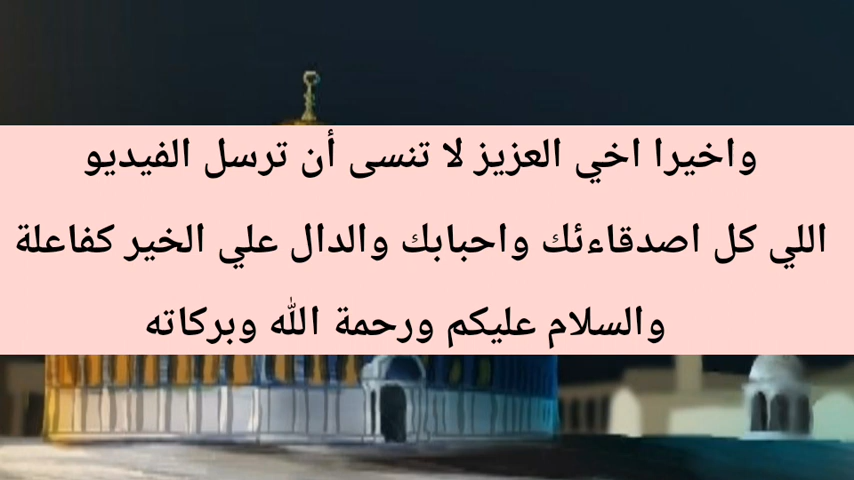 واخيرا اخي العزيز لا تنسى أن ترسل الفيديو
اللي كل اصدقاءئك واحبابك والدال علي الخير كفاعلة
والسلام عليكم ورحمة الله وبركاته